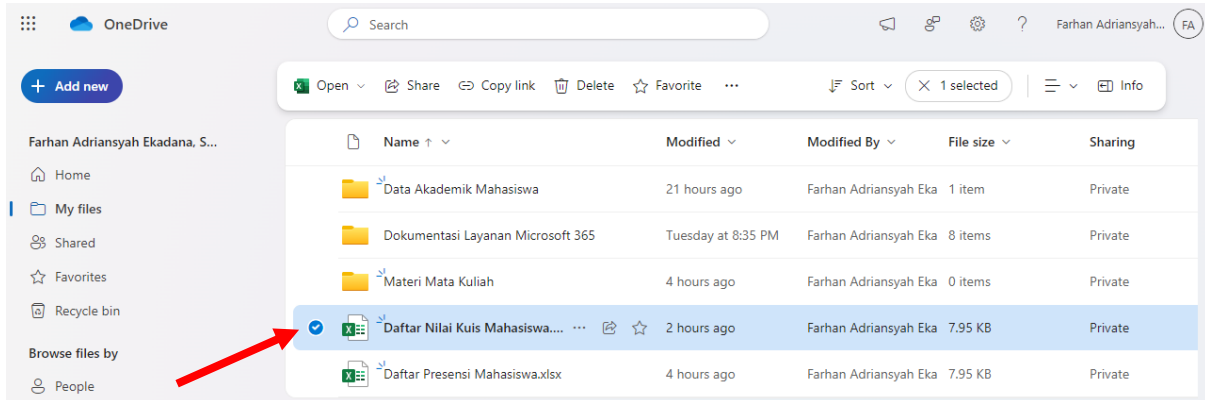 OneDrive
Search
Farhan Adriansyah... FA
Add new
Open Share Copy link Delete Favorite ... Sort 1 selected Info
Farhan Adriansyah Ekadana, S...
Home
My files
Shared
Favorites
Recycle bin
Browse files by
People
Name Modified Modified By File size Sharing
Data Akademik Mahasiswa 21 hours ago Farhan Adriansyah Eka 1 item Private
Dokumentasi Layanan Microsoft 365 Tuesday at 8:35 PM Farhan Adriansyah Eka 8 items Private
Materi Mata Kuliah 4 hours ago Farhan Adriansyah Eka 0 items Private
Daftar Nilai Kuis Mahasiswa.... ... 2 hours ago Farhan Adriansyah Eka 7.95 KB Private
Daftar Presensi Mahasiswa.xlsx 4 hours ago Farhan Adriansyah Eka 7.95 KB Private